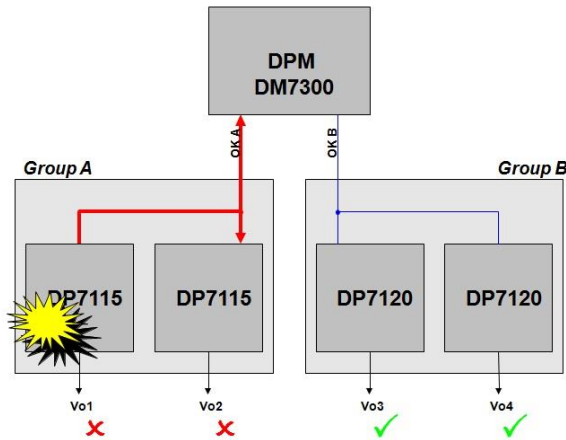 DPM
DM7300
OK A
OK B
Group A
Group B
DP7115
DP7115
DP7120
DP7120
Vo1
Vo2
Vo3
Vo4